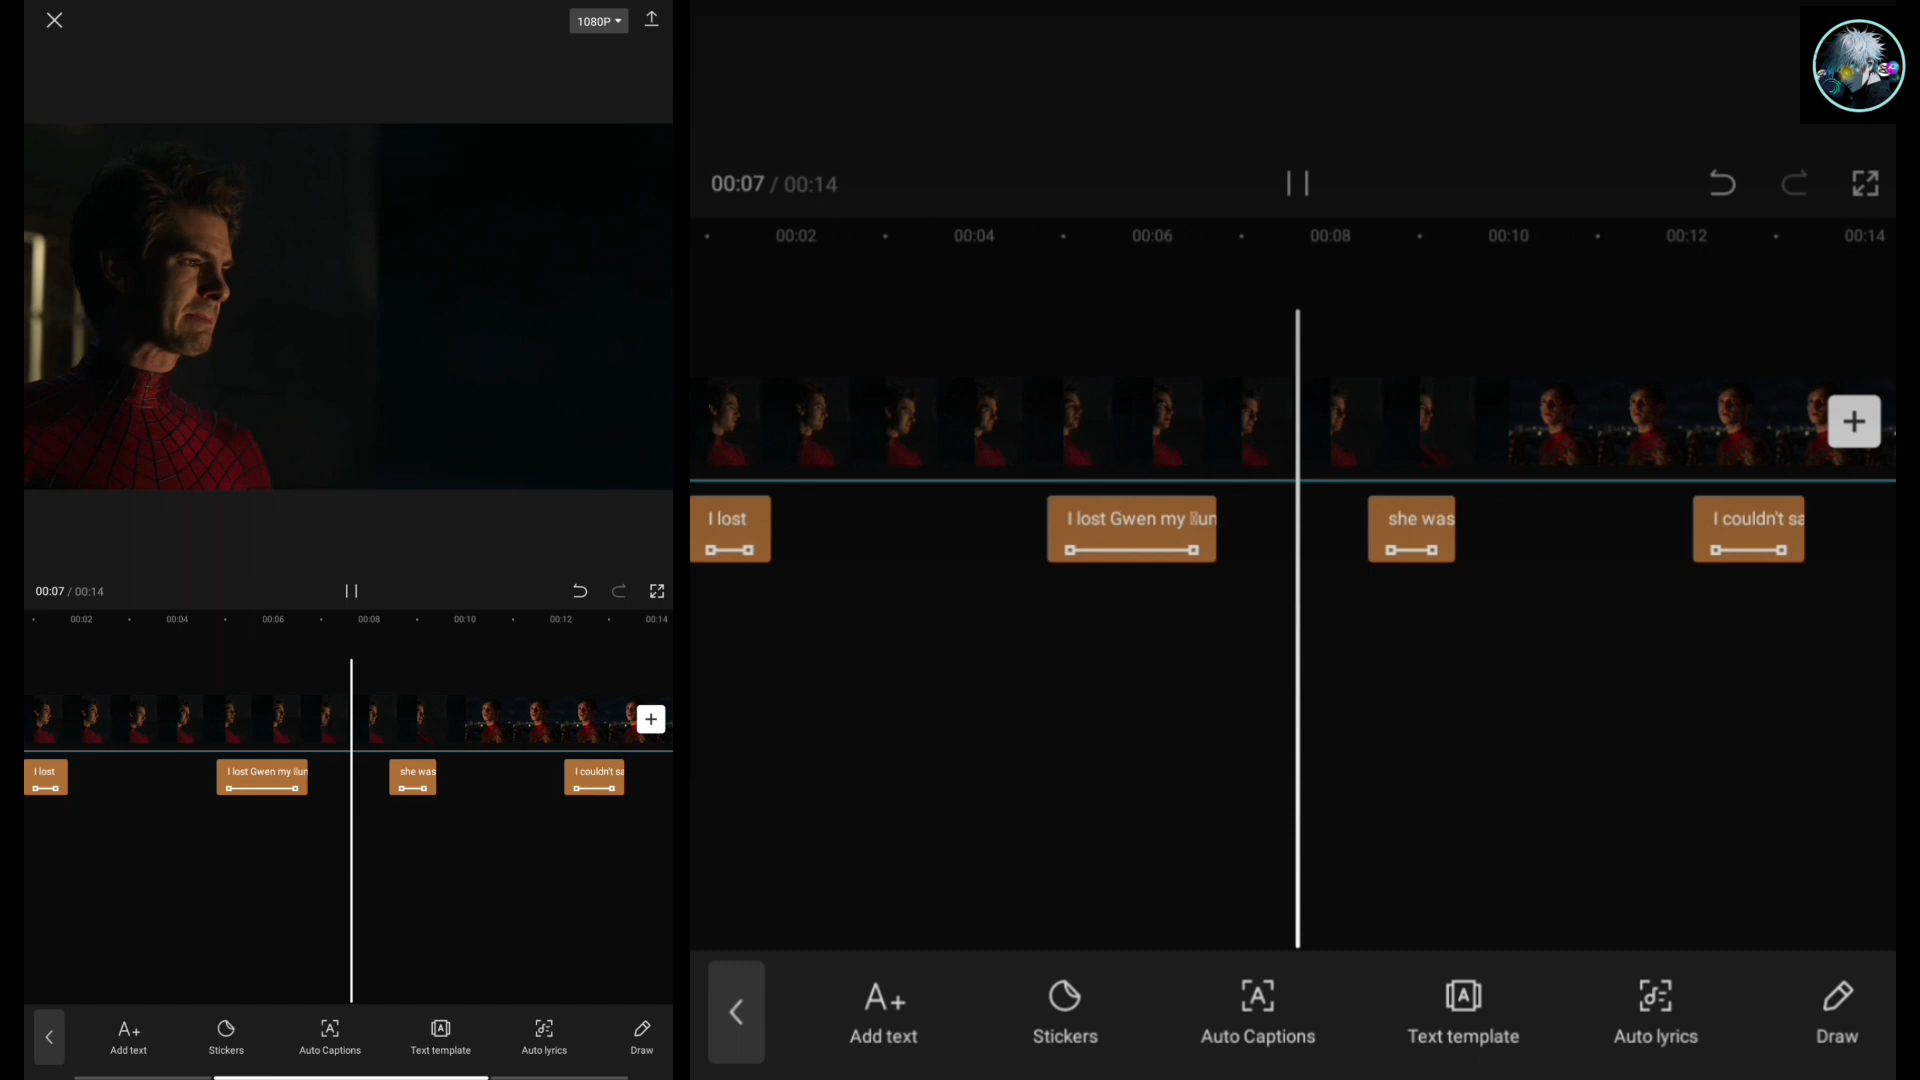 1080P
00:07 / 00:14
00:02 00:04 00:06 00:08 00:10 00:12 00:14
I lost
I lost Gwen my un
she was
I couldn't sa
Add text
Stickers
Auto Captions
Text template
Auto lyrics
Draw
00:07 / 00:14
00:02 00:04 00:06 00:08 00:10 00:12 00:14
I lost
I lost Gwen my un
she was
I couldn't sa
Add text
Stickers
Auto Captions
Text template
Auto lyrics
Draw